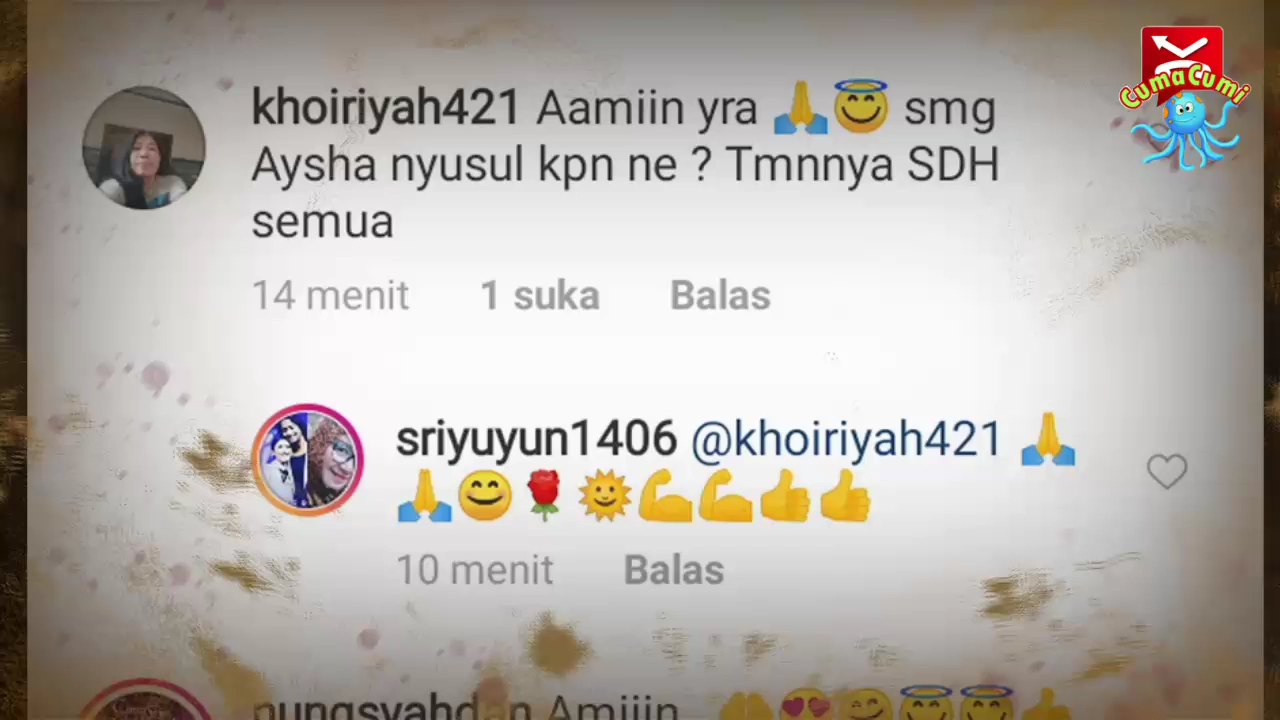 CumaCumi
khoiriyah421 Aamiin yra 🙏😇 smg
Aysha nyusul kpn ne ? Tmnnya SDH
semua
14 menit 1 suka Balas
sriyuyun1406 @khoiriyah421 🙏
🙏😊🌹🌞💪💪👍👍
10 menit Balas
Amiiin